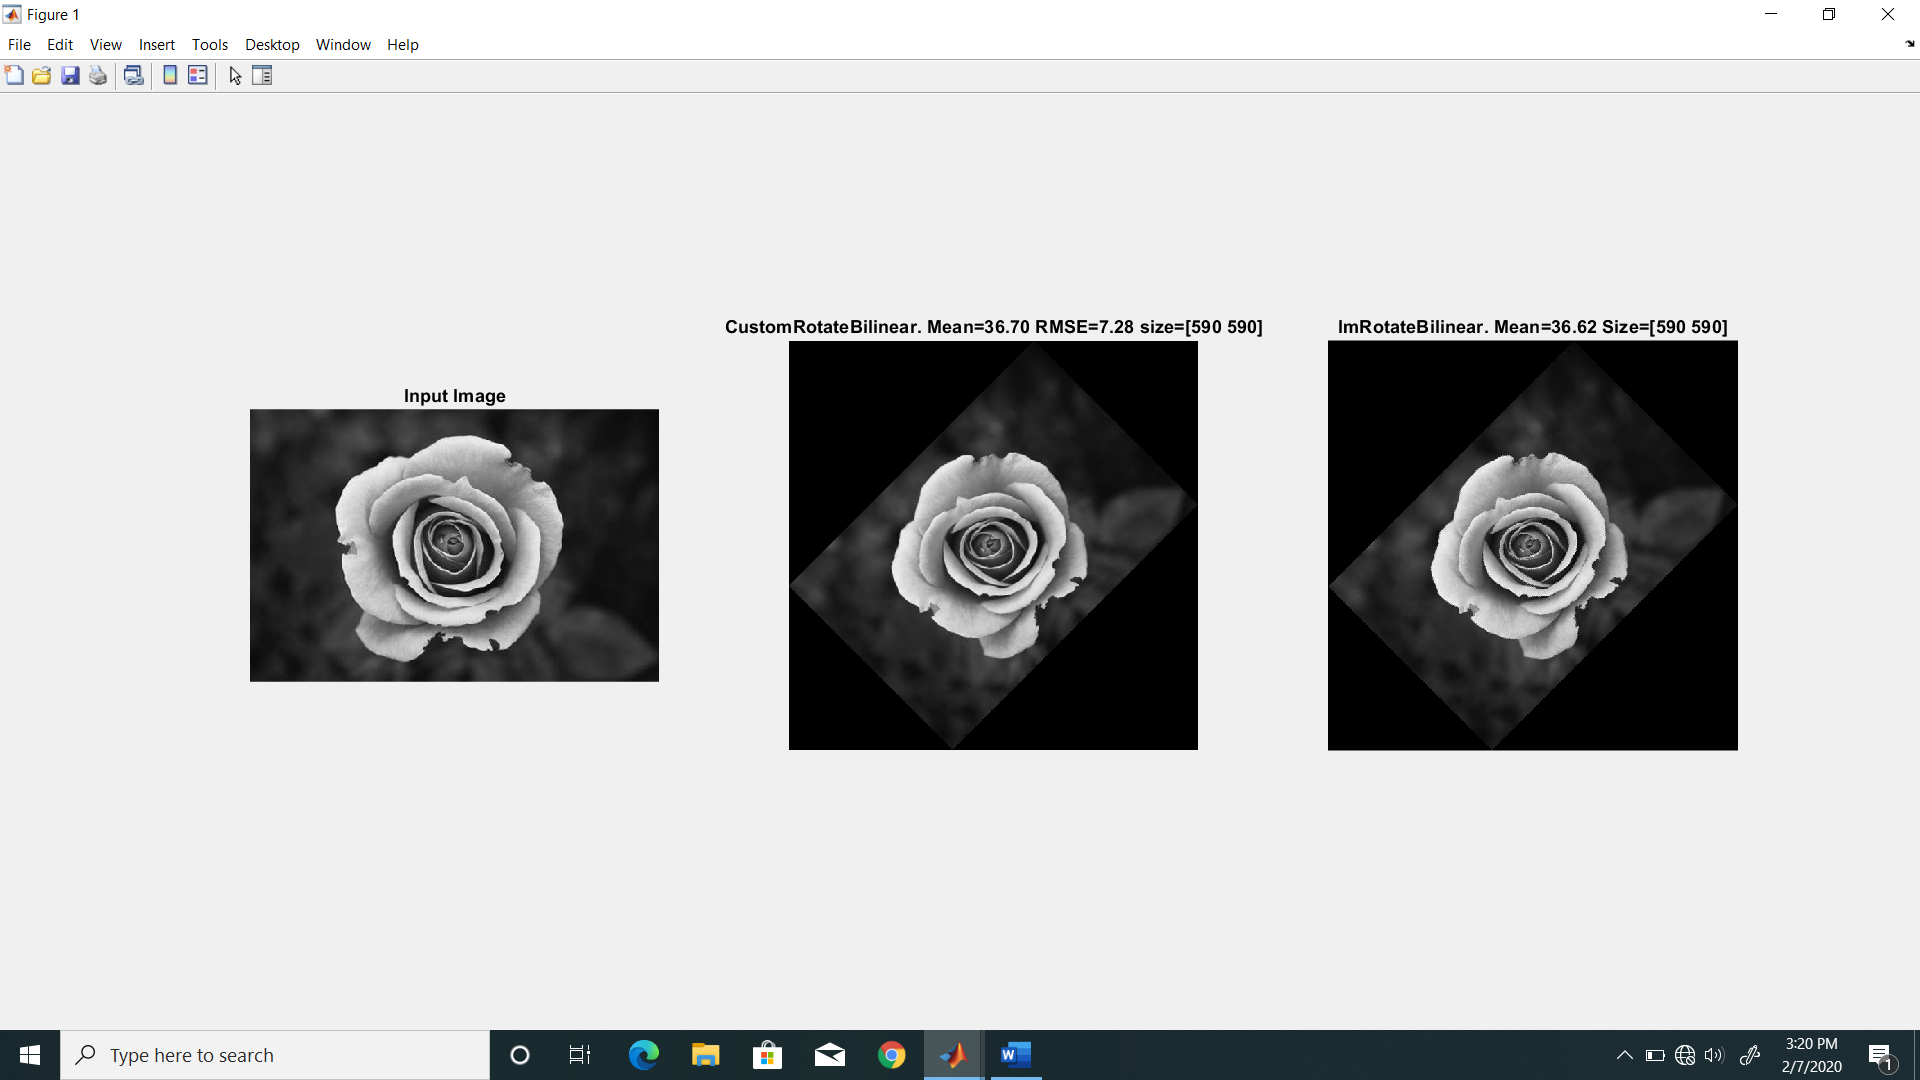 Figure 1
File Edit View Insert Tools Desktop Window Help
CustomRotateBilinear. Mean=36.70 RMSE=7.28 size=[590 590]
ImRotateBilinear. Mean=36.62 Size=[590 590]
Input Image
Type here to search
W
3:20 PM
2/7/2020
1